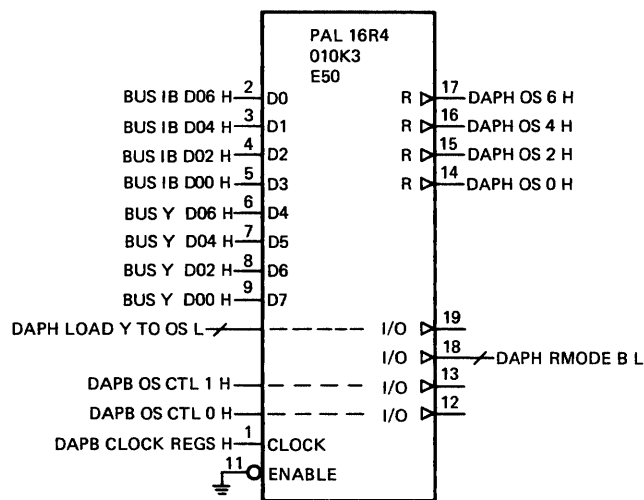 PAL 16R4
010K3
E50
BUS IB D06 H 2 D0 R 17 DAPH OS 6 H
BUS IB D04 H 3 D1 R 16 DAPH OS 4 H
BUS IB D02 H 4 D2 R 15 DAPH OS 2 H
BUS IB D00 H 5 D3 R 14 DAPH OS 0 H
BUS Y D06 H 6 D4
BUS Y D04 H 7 D5
BUS Y D02 H 8 D6
BUS Y D00 H 9 D7
DAPH LOAD Y TO OS L I/O 19
I/O 18 DAPH RMODE B L
DAPB OS CTL 1 H I/O 13
DAPB OS CTL 0 H I/O 12
DAPB CLOCK REGS H 1 CLOCK
11 ENABLE